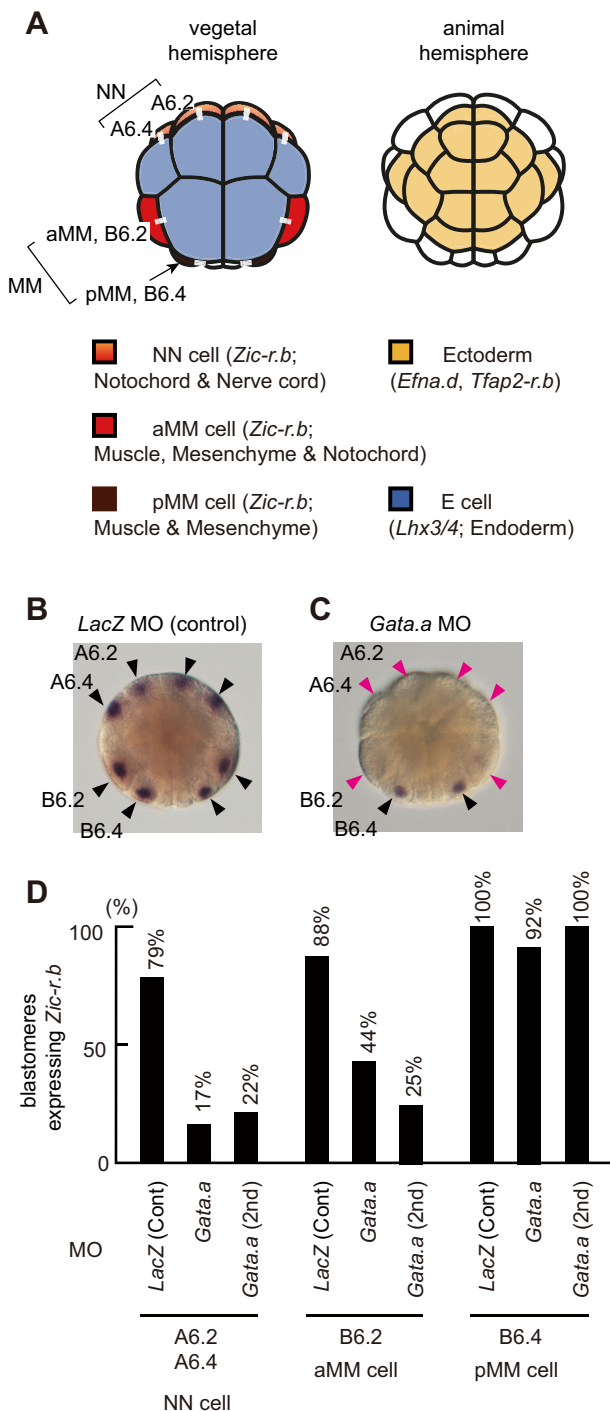 A
vegetal
hemisphere
animal
hemisphere
NN
A6.2
A6.4
aMM, B6.2
MM
pMM, B6.4
NN cell (Zic-r.b;
Notochord & Nerve cord)
Ectoderm
(Efna.d, Tfap2-r.b)
aMM cell (Zic-r.b;
Muscle, Mesenchyme & Notochord)
pMM cell (Zic-r.b;
Muscle & Mesenchyme)
E cell
(Lhx3/4; Endoderm)
B
LacZ MO (control)
A6.2
A6.4
B6.2
B6.4
C
Gata.a MO
A6.2
A6.4
B6.2
B6.4
D
(%)
100
50
0
blastomeres
expressing Zic-r.b
79%
17%
22%
88%
44%
25%
100%
92%
100%
MO
LacZ (Cont)
Gata.a
Gata.a (2nd)
LacZ (Cont)
Gata.a
Gata.a (2nd)
LacZ (Cont)
Gata.a
Gata.a (2nd)
A6.2
A6.4
NN cell
B6.2
aMM cell
B6.4
pMM cell